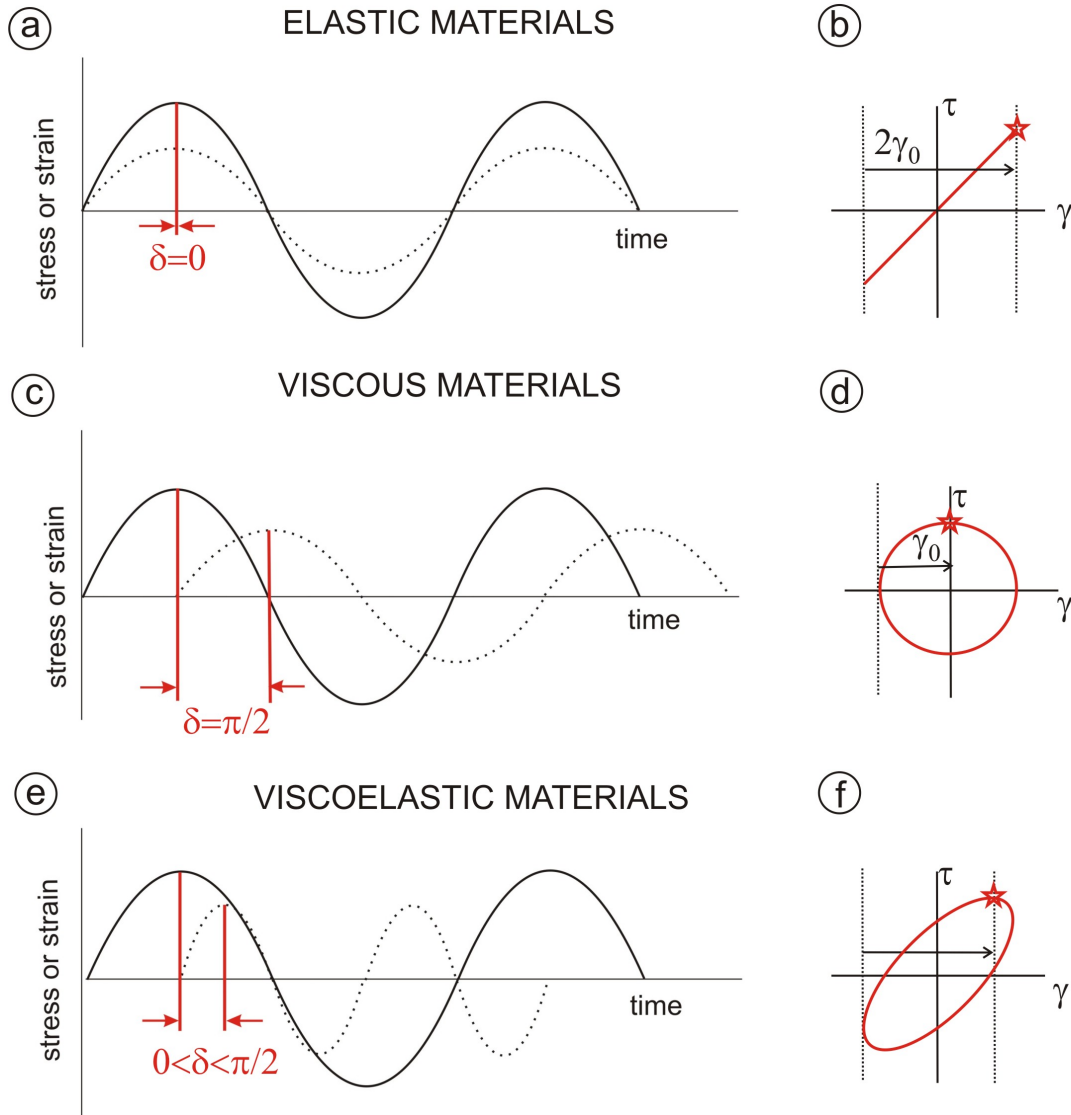 a
ELASTIC MATERIALS
b
stress or strain
time
δ=0
τ
2γ₀
γ
c
VISCOUS MATERIALS
d
stress or strain
time
δ=π/2
τ
γ₀
γ
e
VISCOELASTIC MATERIALS
f
stress or strain
time
0<δ<π/2
τ
γ